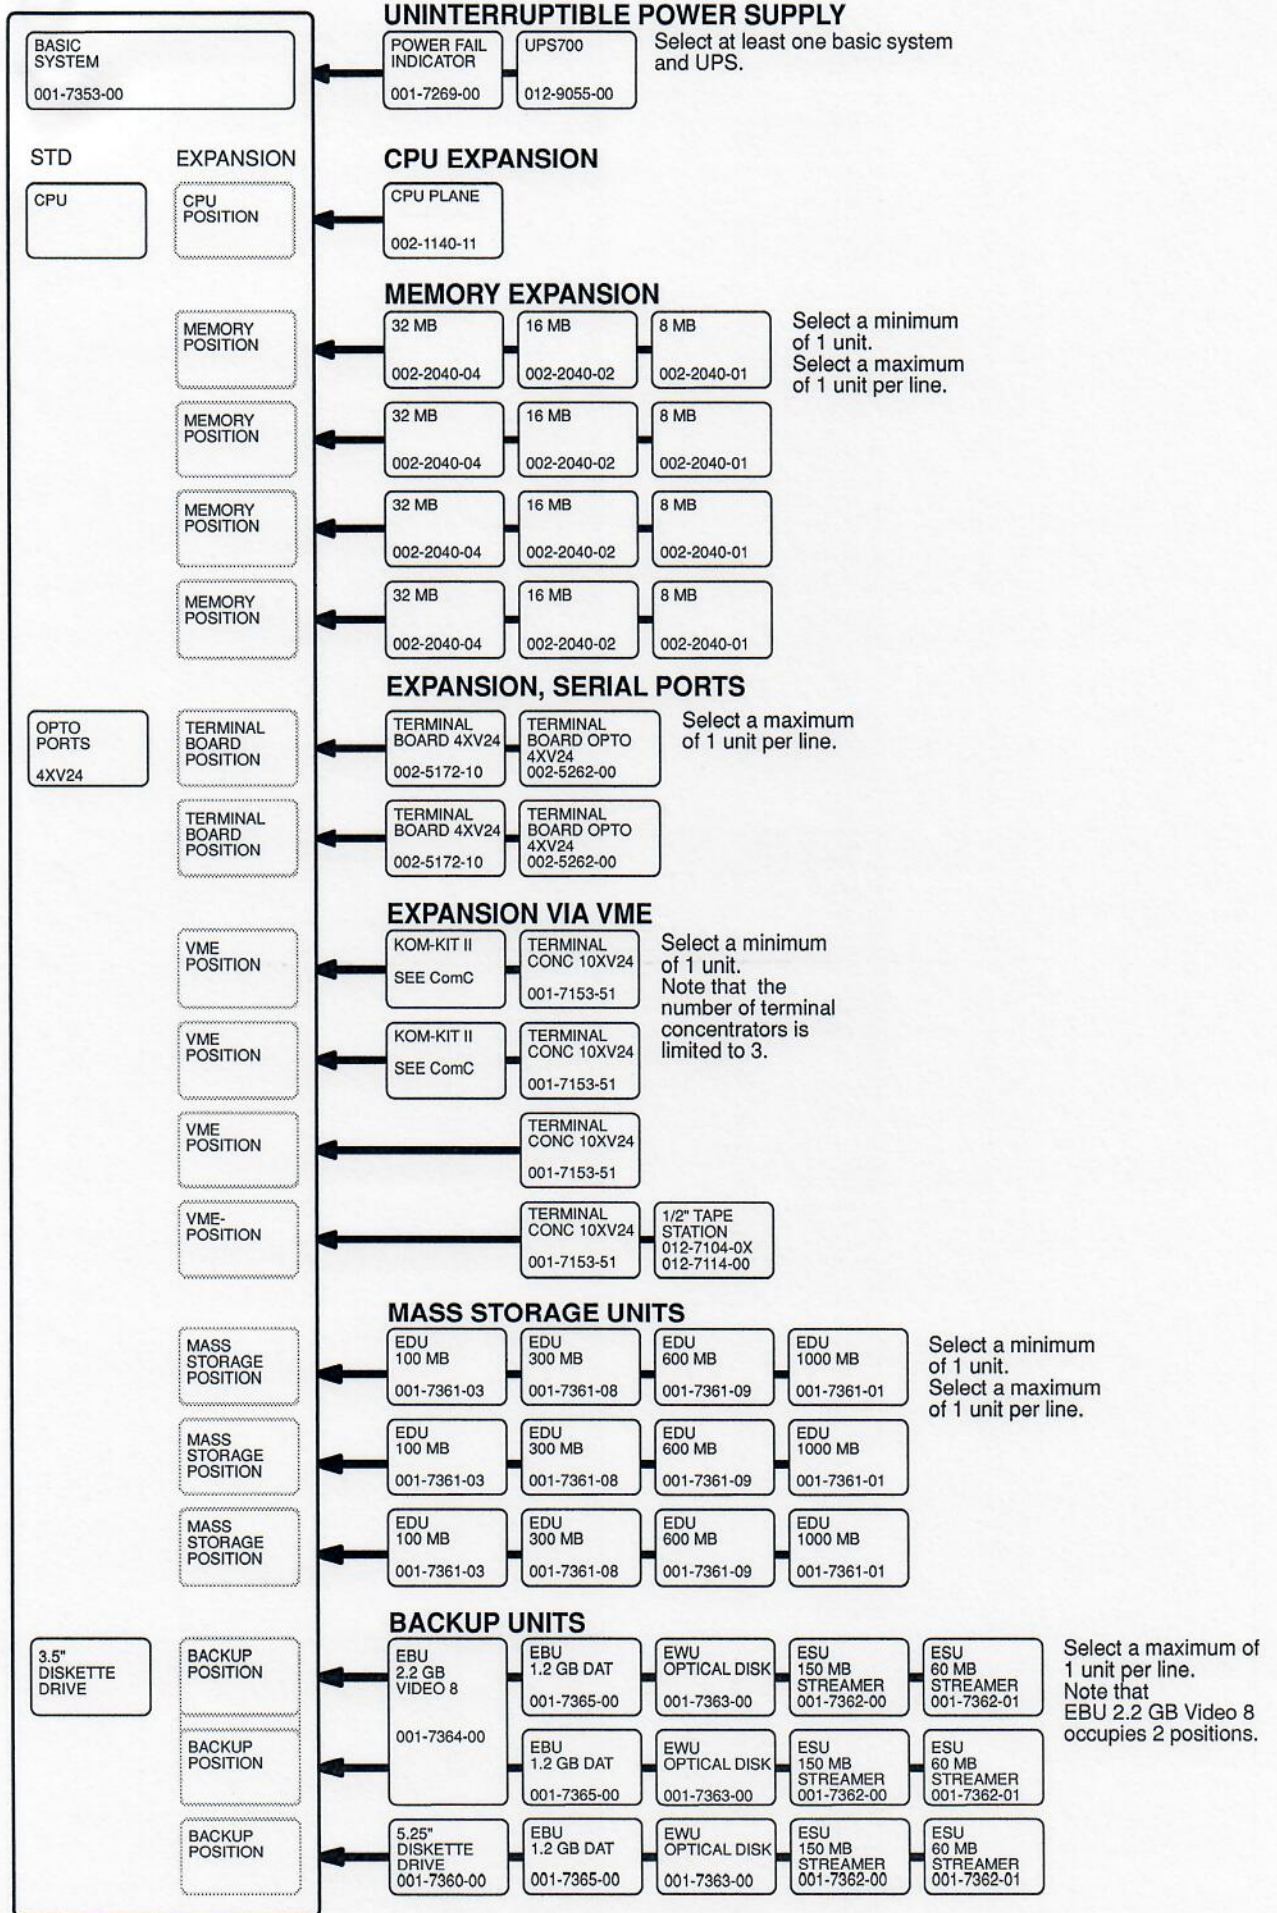 UNINTERRUPTIBLE POWER SUPPLY
BASIC
SYSTEM
001-7353-00
POWER FAIL
INDICATOR
001-7269-00
UPS700
012-9055-00
Select at least one basic system
and UPS.
STD
EXPANSION
CPU EXPANSION
CPU
CPU
POSITION
CPU PLANE
002-1140-11
MEMORY EXPANSION
MEMORY
POSITION
32 MB
002-2040-04
16 MB
002-2040-02
8 MB
002-2040-01
Select a minimum
of 1 unit.
Select a maximum
of 1 unit per line.
MEMORY
POSITION
32 MB
002-2040-04
16 MB
002-2040-02
8 MB
002-2040-01
MEMORY
POSITION
32 MB
002-2040-04
16 MB
002-2040-02
8 MB
002-2040-01
MEMORY
POSITION
32 MB
002-2040-04
16 MB
002-2040-02
8 MB
002-2040-01
EXPANSION, SERIAL PORTS
OPTO
PORTS
4XV24
TERMINAL
BOARD
POSITION
TERMINAL
BOARD 4XV24
002-5172-10
TERMINAL
BOARD OPTO
4XV24
002-5262-00
Select a maximum
of 1 unit per line.
TERMINAL
BOARD
POSITION
TERMINAL
BOARD 4XV24
002-5172-10
TERMINAL
BOARD OPTO
4XV24
002-5262-00
EXPANSION VIA VME
VME
POSITION
KOM-KIT II
SEE ComC
TERMINAL
CONC 10XV24
001-7153-51
Select a minimum
of 1 unit.
Note that the
number of terminal
concentrators is
limited to 3.
VME
POSITION
KOM-KIT II
SEE ComC
TERMINAL
CONC 10XV24
001-7153-51
VME
POSITION
TERMINAL
CONC 10XV24
001-7153-51
VME-
POSITION
TERMINAL
CONC 10XV24
001-7153-51
1/2" TAPE
STATION
012-7104-0X
012-7114-00
MASS STORAGE UNITS
MASS
STORAGE
POSITION
EDU
100 MB
001-7361-03
EDU
300 MB
001-7361-08
EDU
600 MB
001-7361-09
EDU
1000 MB
001-7361-01
Select a minimum
of 1 unit.
Select a maximum
of 1 unit per line.
MASS
STORAGE
POSITION
EDU
100 MB
001-7361-03
EDU
300 MB
001-7361-08
EDU
600 MB
001-7361-09
EDU
1000 MB
001-7361-01
MASS
STORAGE
POSITION
EDU
100 MB
001-7361-03
EDU
300 MB
001-7361-08
EDU
600 MB
001-7361-09
EDU
1000 MB
001-7361-01
BACKUP UNITS
3.5"
DISKETTE
DRIVE
BACKUP
POSITION
EBU
2.2 GB
VIDEO 8
001-7364-00
EBU
1.2 GB DAT
001-7365-00
EWU
OPTICAL DISK
001-7363-00
ESU
150 MB
STREAMER
001-7362-00
ESU
60 MB
STREAMER
001-7362-01
Select a maximum of
1 unit per line.
Note that
EBU 2.2 GB Video 8
occupies 2 positions.
BACKUP
POSITION
EBU
1.2 GB DAT
001-7365-00
EWU
OPTICAL DISK
001-7363-00
ESU
150 MB
STREAMER
001-7362-00
ESU
60 MB
STREAMER
001-7362-01
BACKUP
POSITION
5.25"
DISKETTE
DRIVE
001-7360-00
EBU
1.2 GB DAT
001-7365-00
EWU
OPTICAL DISK
001-7363-00
ESU
150 MB
STREAMER
001-7362-00
ESU
60 MB
STREAMER
001-7362-01